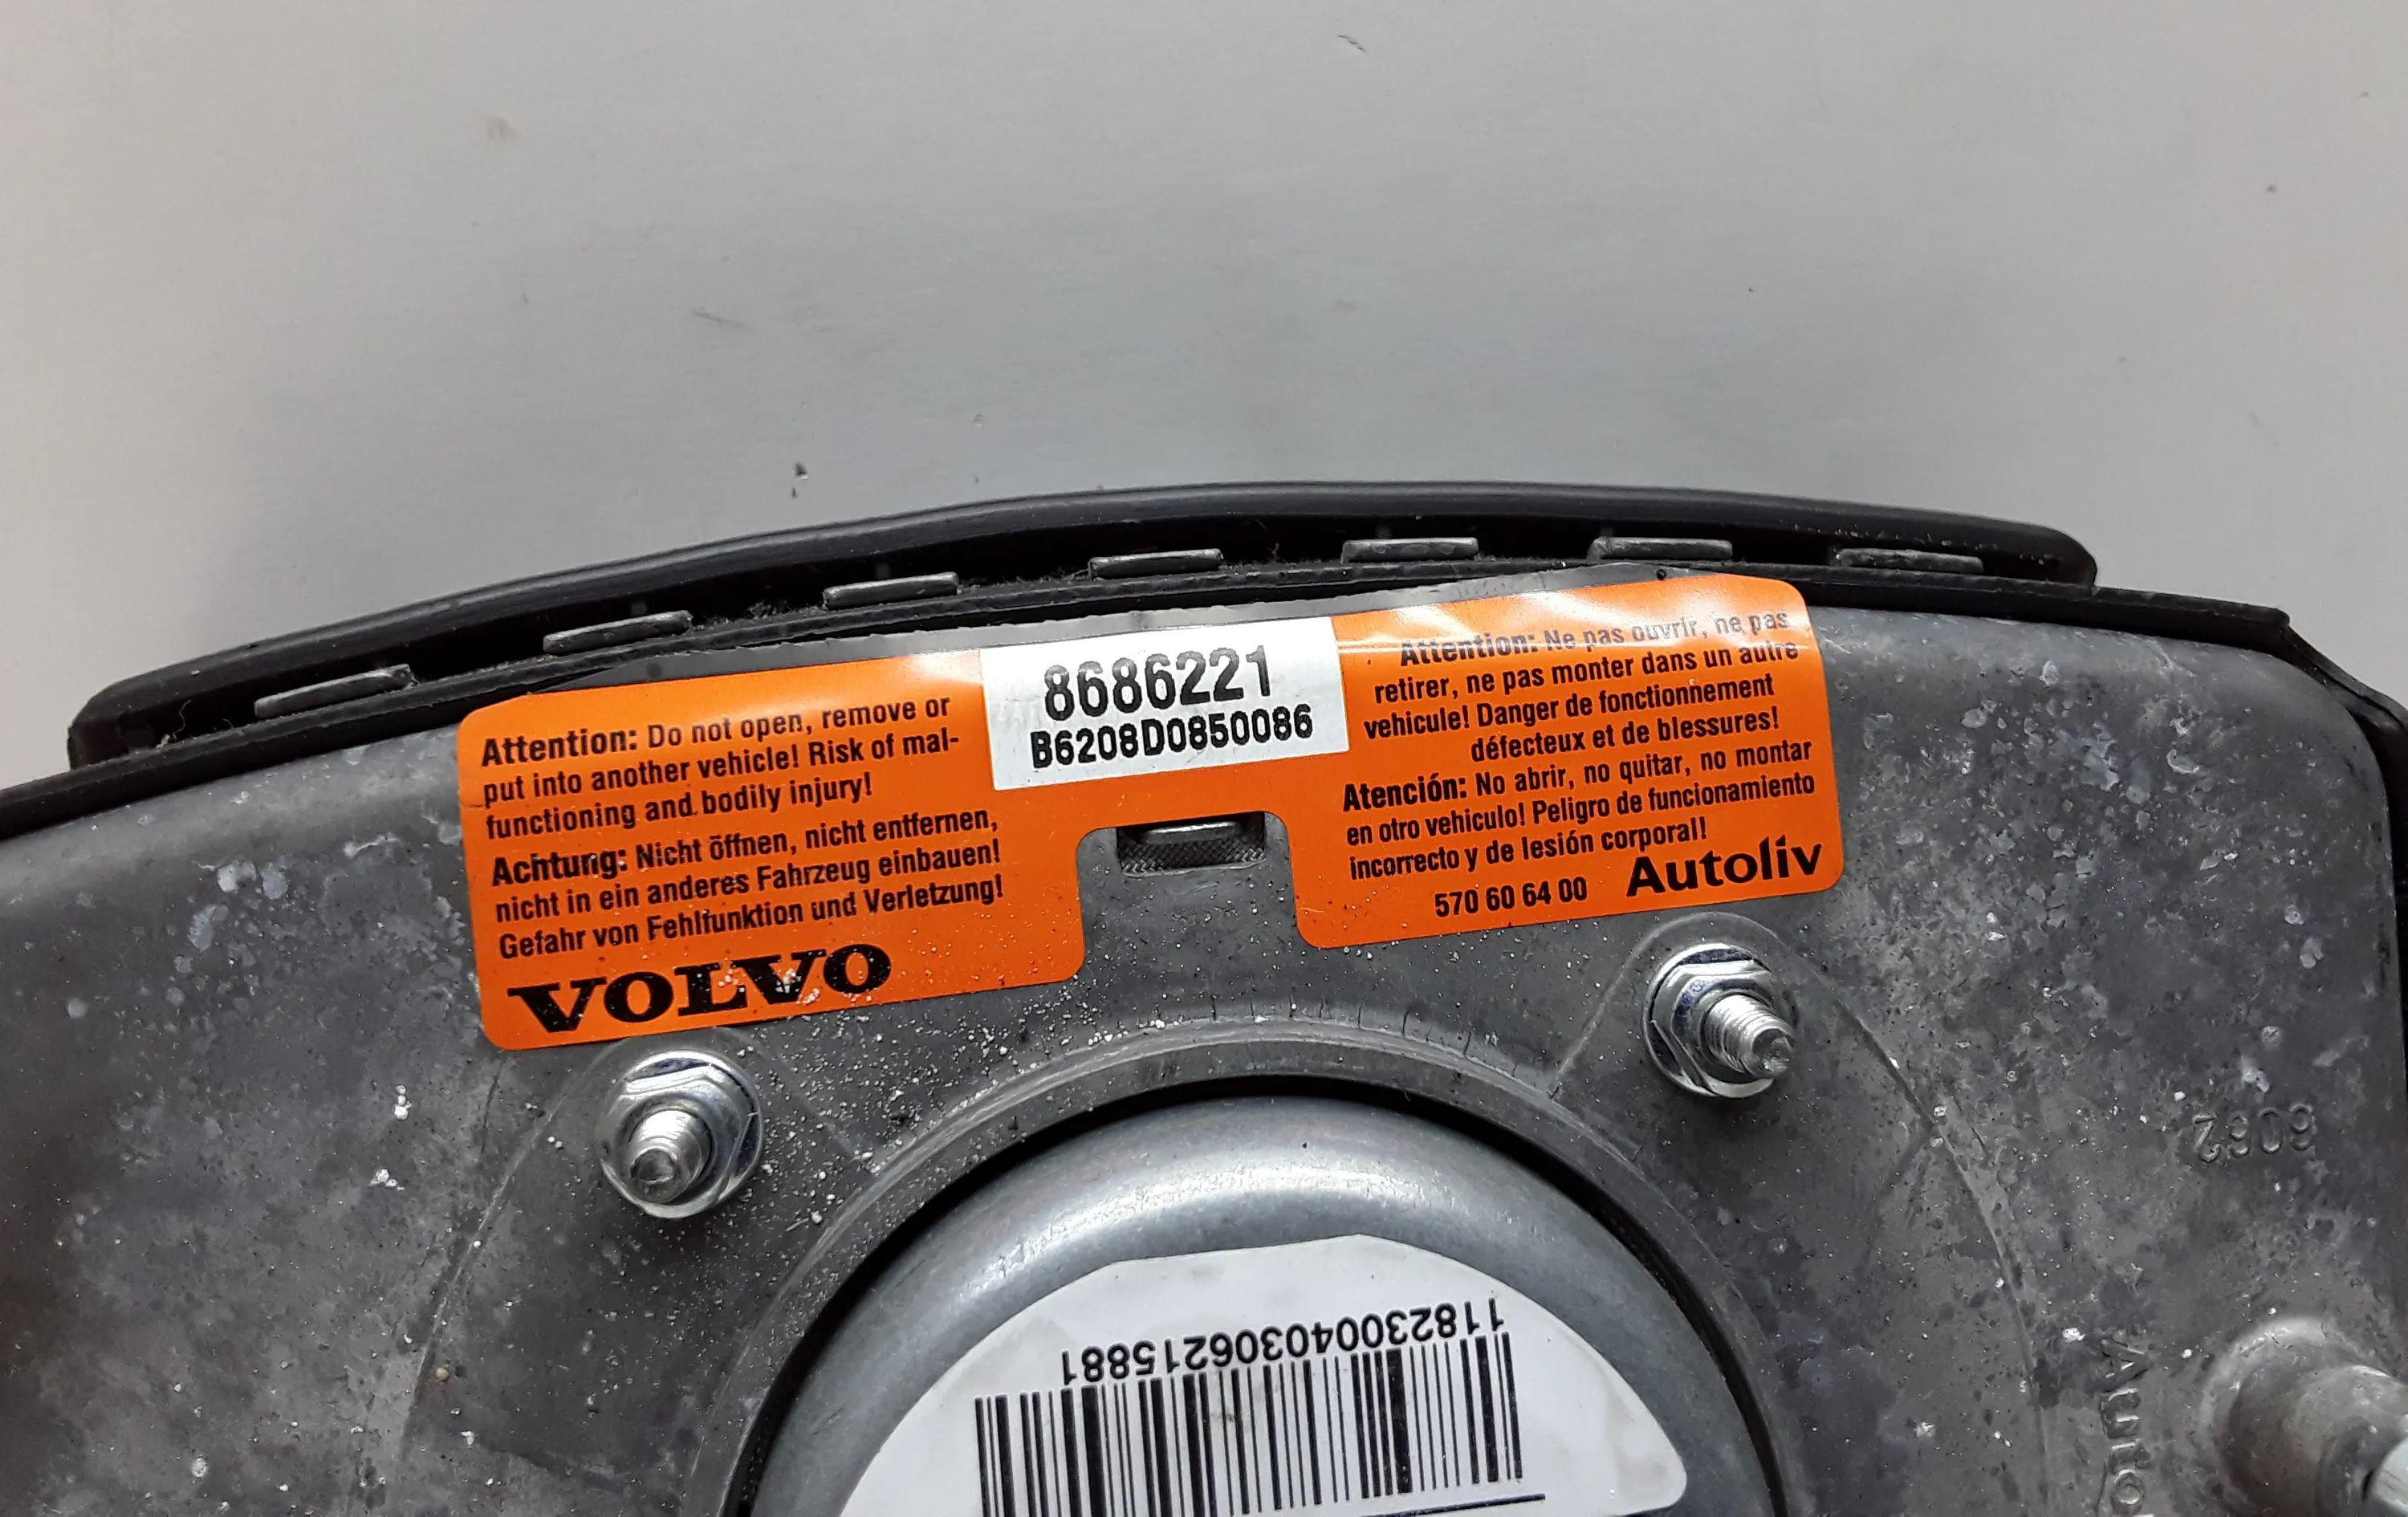 Attention: Do not open, remove or
put into another vehicle! Risk of mal-
functioning and bodily injury!
Achtung: Nicht öffnen, nicht entfernen,
nicht in ein anderes Fahrzeug einbauen!
Gefahr von Fehlfunktion und Verletzung!
VOLVO
8686221
B6208D0850086
Attention: Ne pas ouvrir, ne pas
retirer, ne pas monter dans un autre
vehicule! Danger de fonctionnement
défecteux et de blessures!
Atención: No abrir, no quitar, no montar
en otro vehiculo! Peligro de funcionamiento
incorrecto y de lesión corporal!
570 60 64 00 Autoliv
118230040306215881